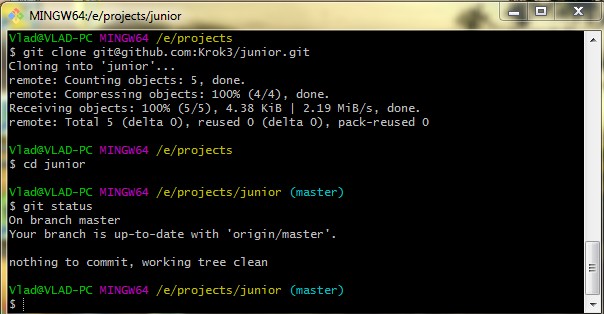 MINGW64:/e/projects/junior
Vlad@VLAD-PC MINGW64 /e/projects
$ git clone git@github.com:Krok3/junior.git
Cloning into 'junior'...
remote: Counting objects: 5, done.
remote: Compressing objects: 100% (4/4), done.
Receiving objects: 100% (5/5), 4.38 KiB | 2.19 MiB/s, done.
remote: Total 5 (delta 0), reused 0 (delta 0), pack-reused 0
Vlad@VLAD-PC MINGW64 /e/projects
$ cd junior
Vlad@VLAD-PC MINGW64 /e/projects/junior (master)
$ git status
On branch master
Your branch is up-to-date with 'origin/master'.
nothing to commit, working tree clean
Vlad@VLAD-PC MINGW64 /e/projects/junior (master)
$